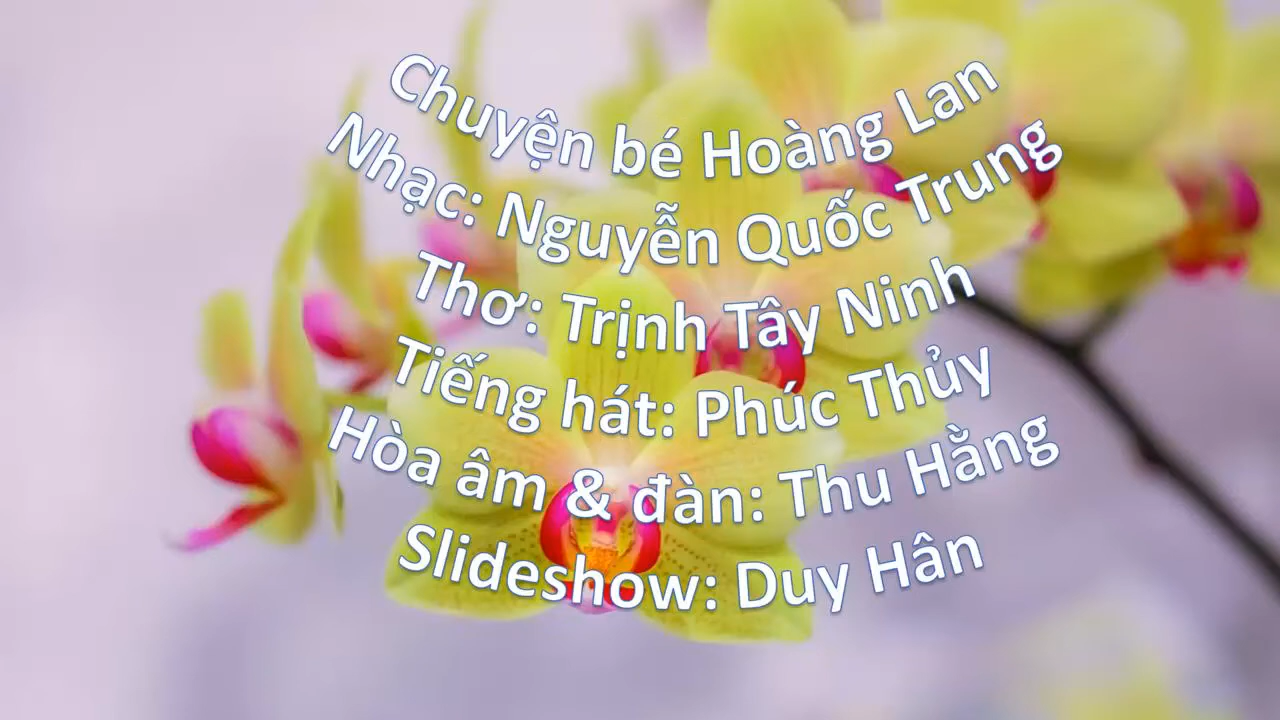 Chuyện bé Hoàng Lan
Nhạc: Nguyễn Quốc Trung
Thơ: Trịnh Tây Ninh
Tiếng hát: Phúc Thủy
Hòa âm & đàn: Thu Hằng
Slideshow: Duy Hân